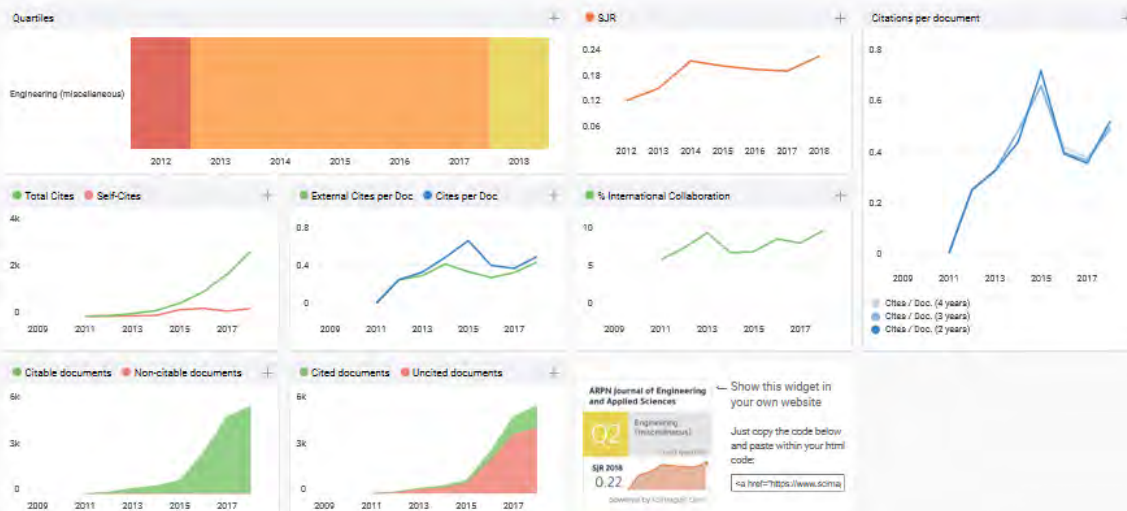 Quartiles
Engineering (miscellaneous)
2012 2013 2014 2015 2016 2017 2018
SJR
0.24
0.18
0.12
0.06
2012 2013 2014 2015 2016 2017 2018
Citations per document
0.8
0.6
0.4
0.2
0
2009 2011 2013 2015 2017
Cites / Doc. (4 years)
Cites / Doc. (3 years)
Cites / Doc. (2 years)
Total Cites Self-Cites
4k
2k
0
2009 2011 2013 2015 2017
External Cites per Doc Cites per Doc
0.8
0.4
0
2009 2011 2013 2015 2017
% International Collaboration
10
5
0
2009 2011 2013 2015 2017
Citable documents Non-citable documents
6k
3k
0
2009 2011 2013 2015 2017
Cited documents Uncited documents
6k
3k
0
2009 2011 2013 2015 2017
ARPN Journal of Engineering
and Applied Sciences
Q2
Engineering
(miscellaneous)
best quartile
SJR 2018
0.22
powered by scimagojr.com
Show this widget in
your own website
Just copy the code below
and paste within your html
code:
<a href="https://www.scimaj